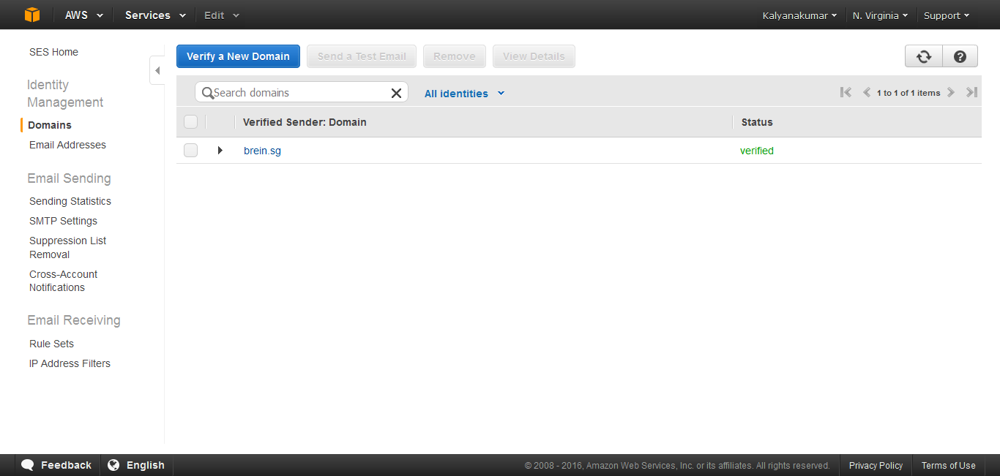 AWS Services Edit Kalyanakumar N. Virginia Support
SES Home
Identity
Management
Domains
Email Addresses
Email Sending
Sending Statistics
SMTP Settings
Suppression List
Removal
Cross-Account
Notifications
Email Receiving
Rule Sets
IP Address Filters
Verify a New Domain Send a Test Email Remove View Details
Search domains All identities 1 to 1 of 1 items
Verified Sender: Domain Status
brein.sg verified
Feedback English © 2008 - 2016, Amazon Web Services, Inc. or its affiliates. All rights reserved. Privacy Policy Terms of Use